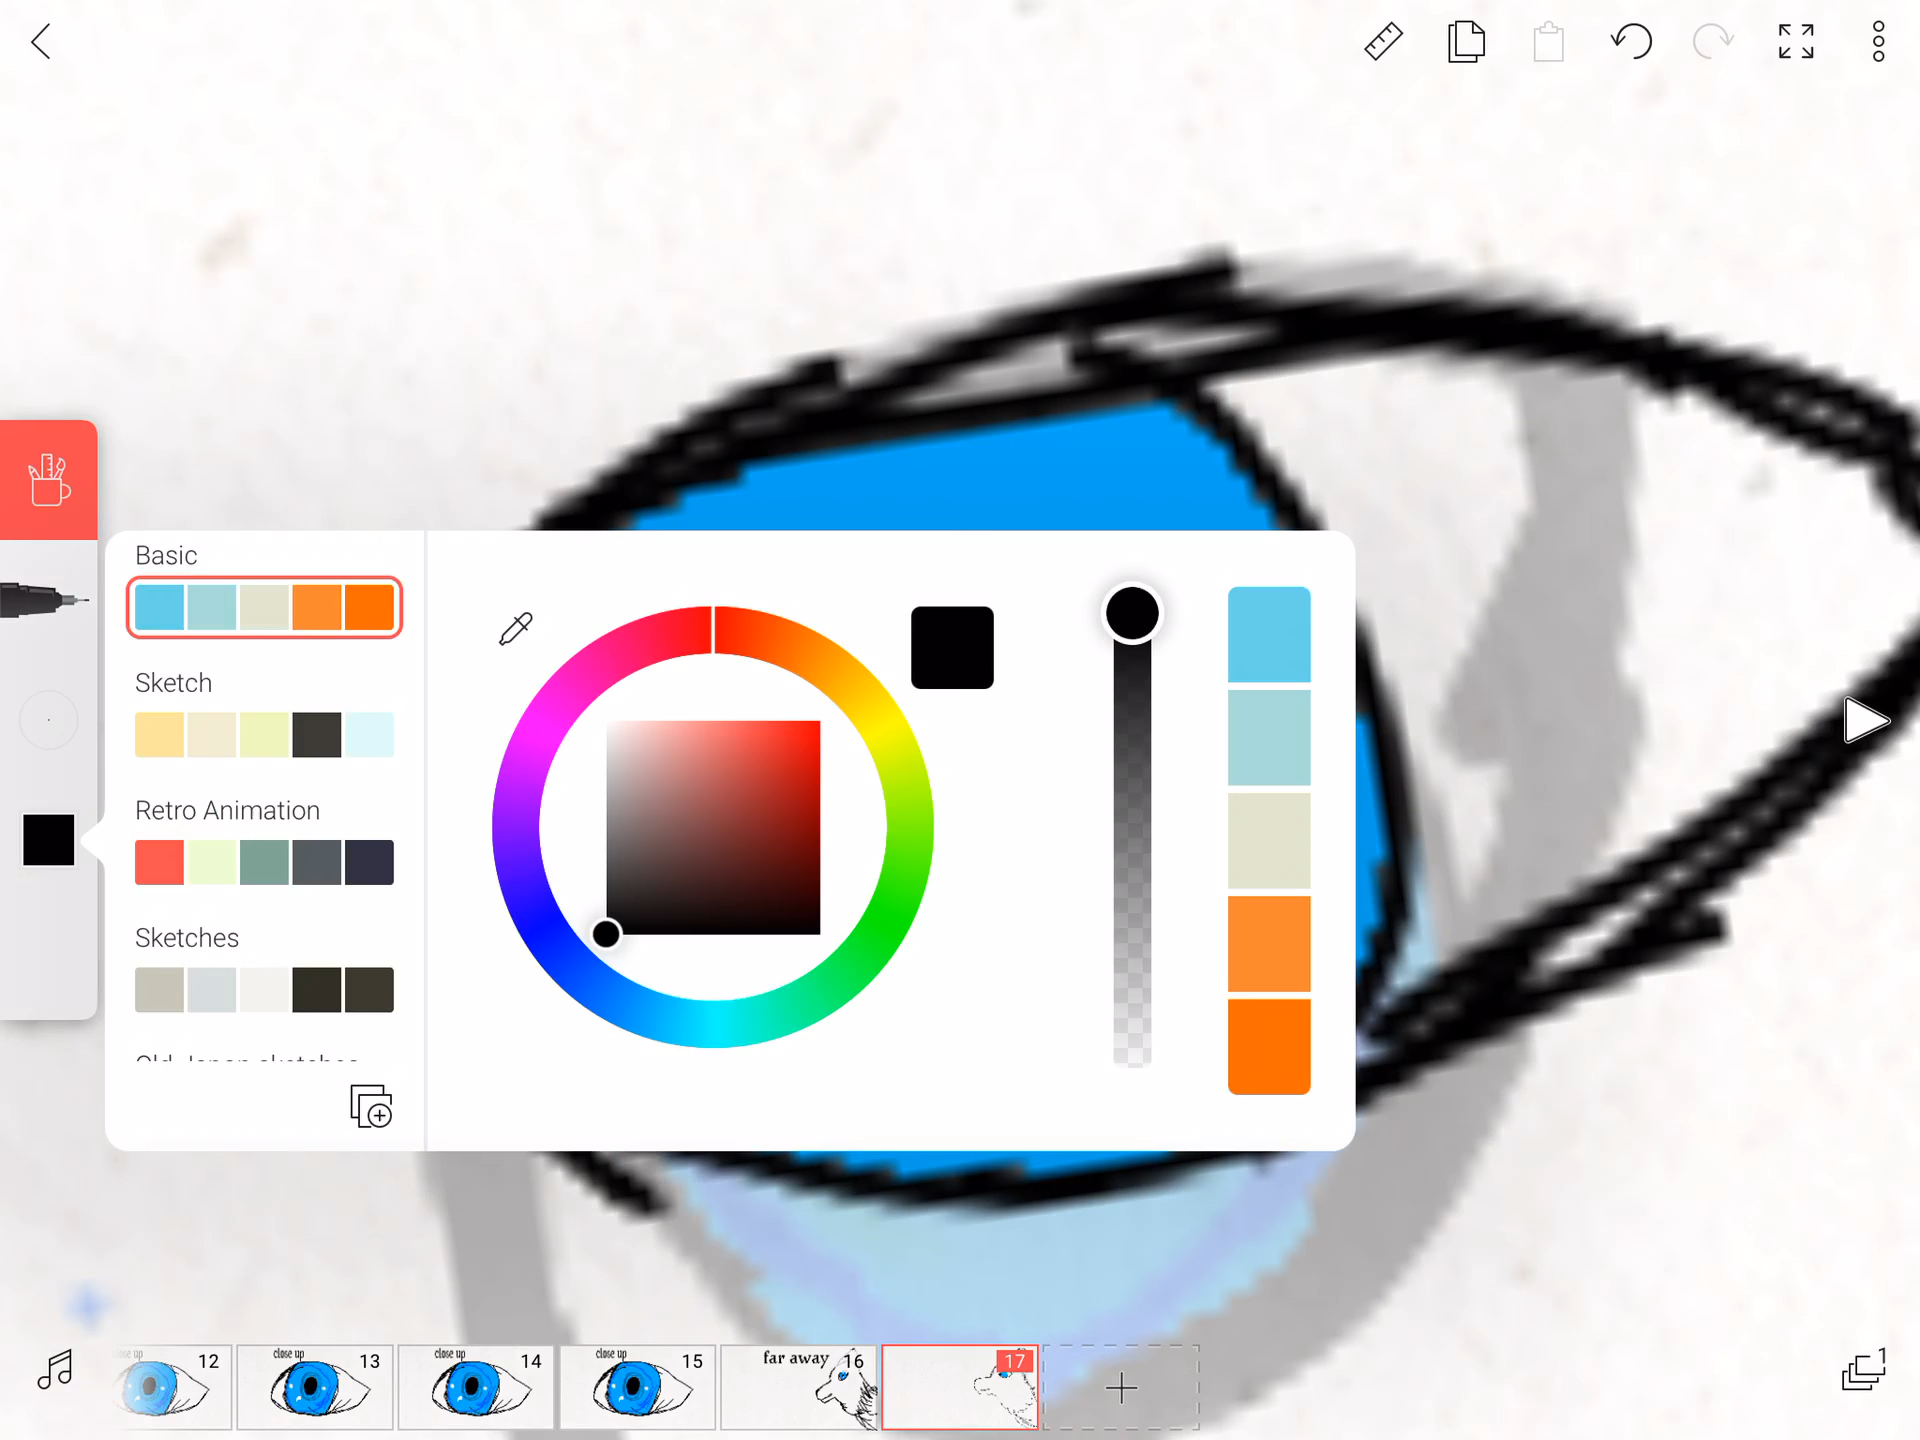 Basic
Sketch
Retro Animation
Sketches
Old Japan sketches
close up 12
close up 13
close up 14
close up 15
far away 16
17
1